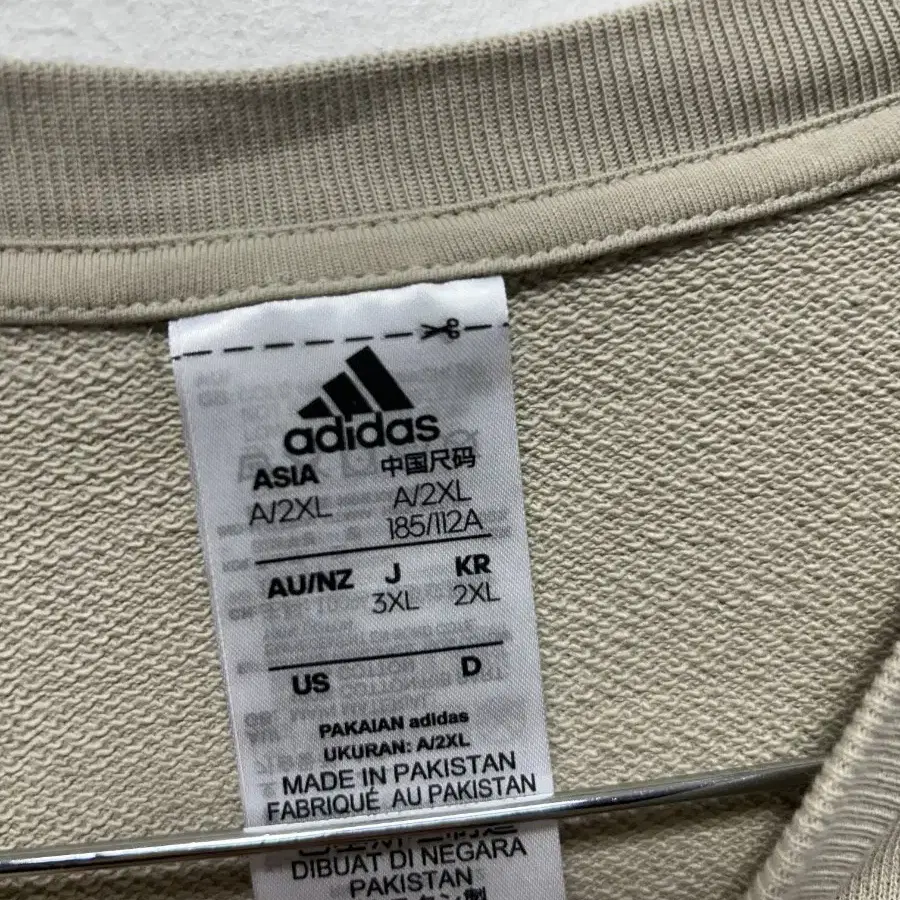 adidas
ASIA 中国尺码
A/2XL A/2XL
185/112A
AU/NZ J KR
3XL 2XL
US D
PAKAIAN adidas
UKURAN: A/2XL
MADE IN PAKISTAN
FABRIQUÉ AU PAKISTAN
DIBUAT DI NEGARA
PAKISTAN